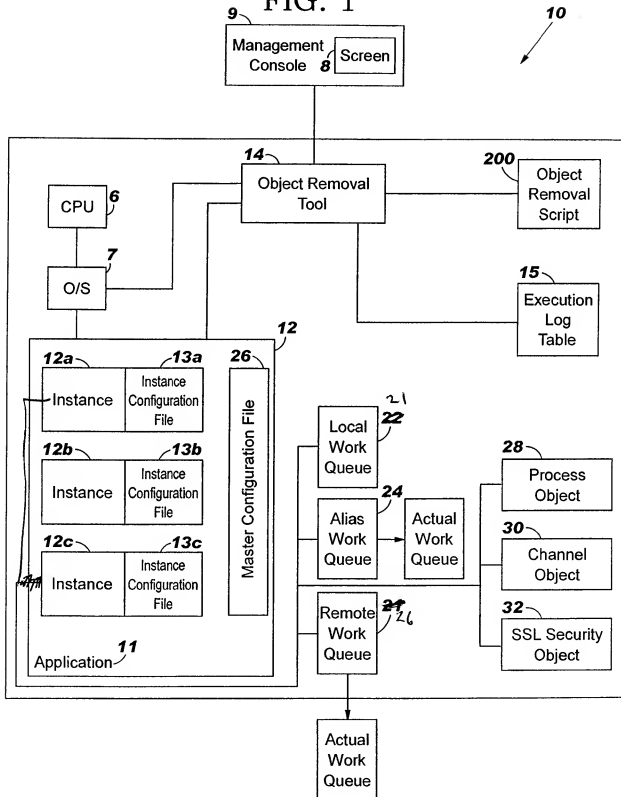 FIG. 1
10
9
Management
Console
8
Screen
14
Object Removal
Tool
200
Object
Removal
Script
CPU
6
7
O/S
15
Execution
Log
Table
12
12a
13a
26
Instance
Instance
Configuration
File
12b
13b
Instance
Instance
Configuration
File
12c
13c
Instance
Instance
Configuration
File
Master Configuration File
Application
11
21
22
Local
Work
Queue
24
Alias
Work
Queue
Actual
Work
Queue
21
26
Remote
Work
Queue
Actual
Work
Queue
28
Process
Object
30
Channel
Object
32
SSL Security
Object